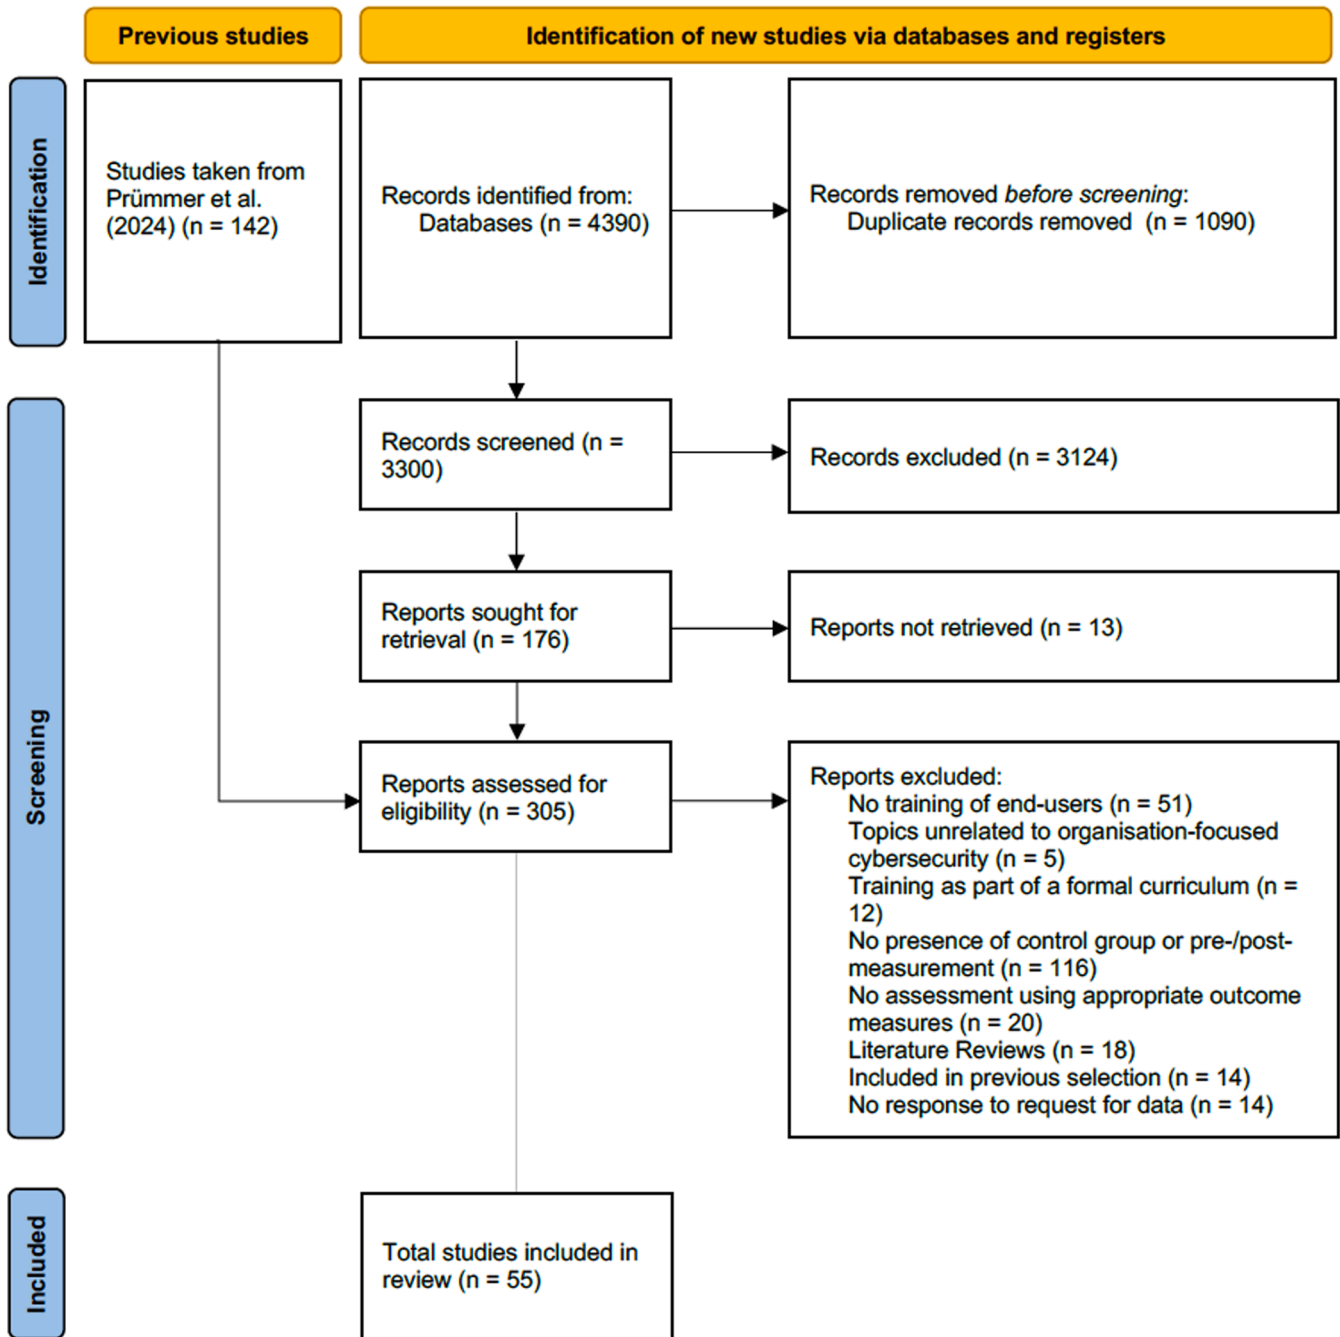 Previous studies
Identification of new studies via databases and registers
Identification
Studies taken from
Prümmer et al.
(2024) (n = 142)
Records identified from:
Databases (n = 4390)
Records removed before screening:
Duplicate records removed (n = 1090)
Screening
Records screened (n =
3300)
Records excluded (n = 3124)
Reports sought for
retrieval (n = 176)
Reports not retrieved (n = 13)
Reports assessed for
eligibility (n = 305)
Reports excluded:
No training of end-users (n = 51)
Topics unrelated to organisation-focused
cybersecurity (n = 5)
Training as part of a formal curriculum (n =
12)
No presence of control group or pre-/post-
measurement (n = 116)
No assessment using appropriate outcome
measures (n = 20)
Literature Reviews (n = 18)
Included in previous selection (n = 14)
No response to request for data (n = 14)
Included
Total studies included in
review (n = 55)